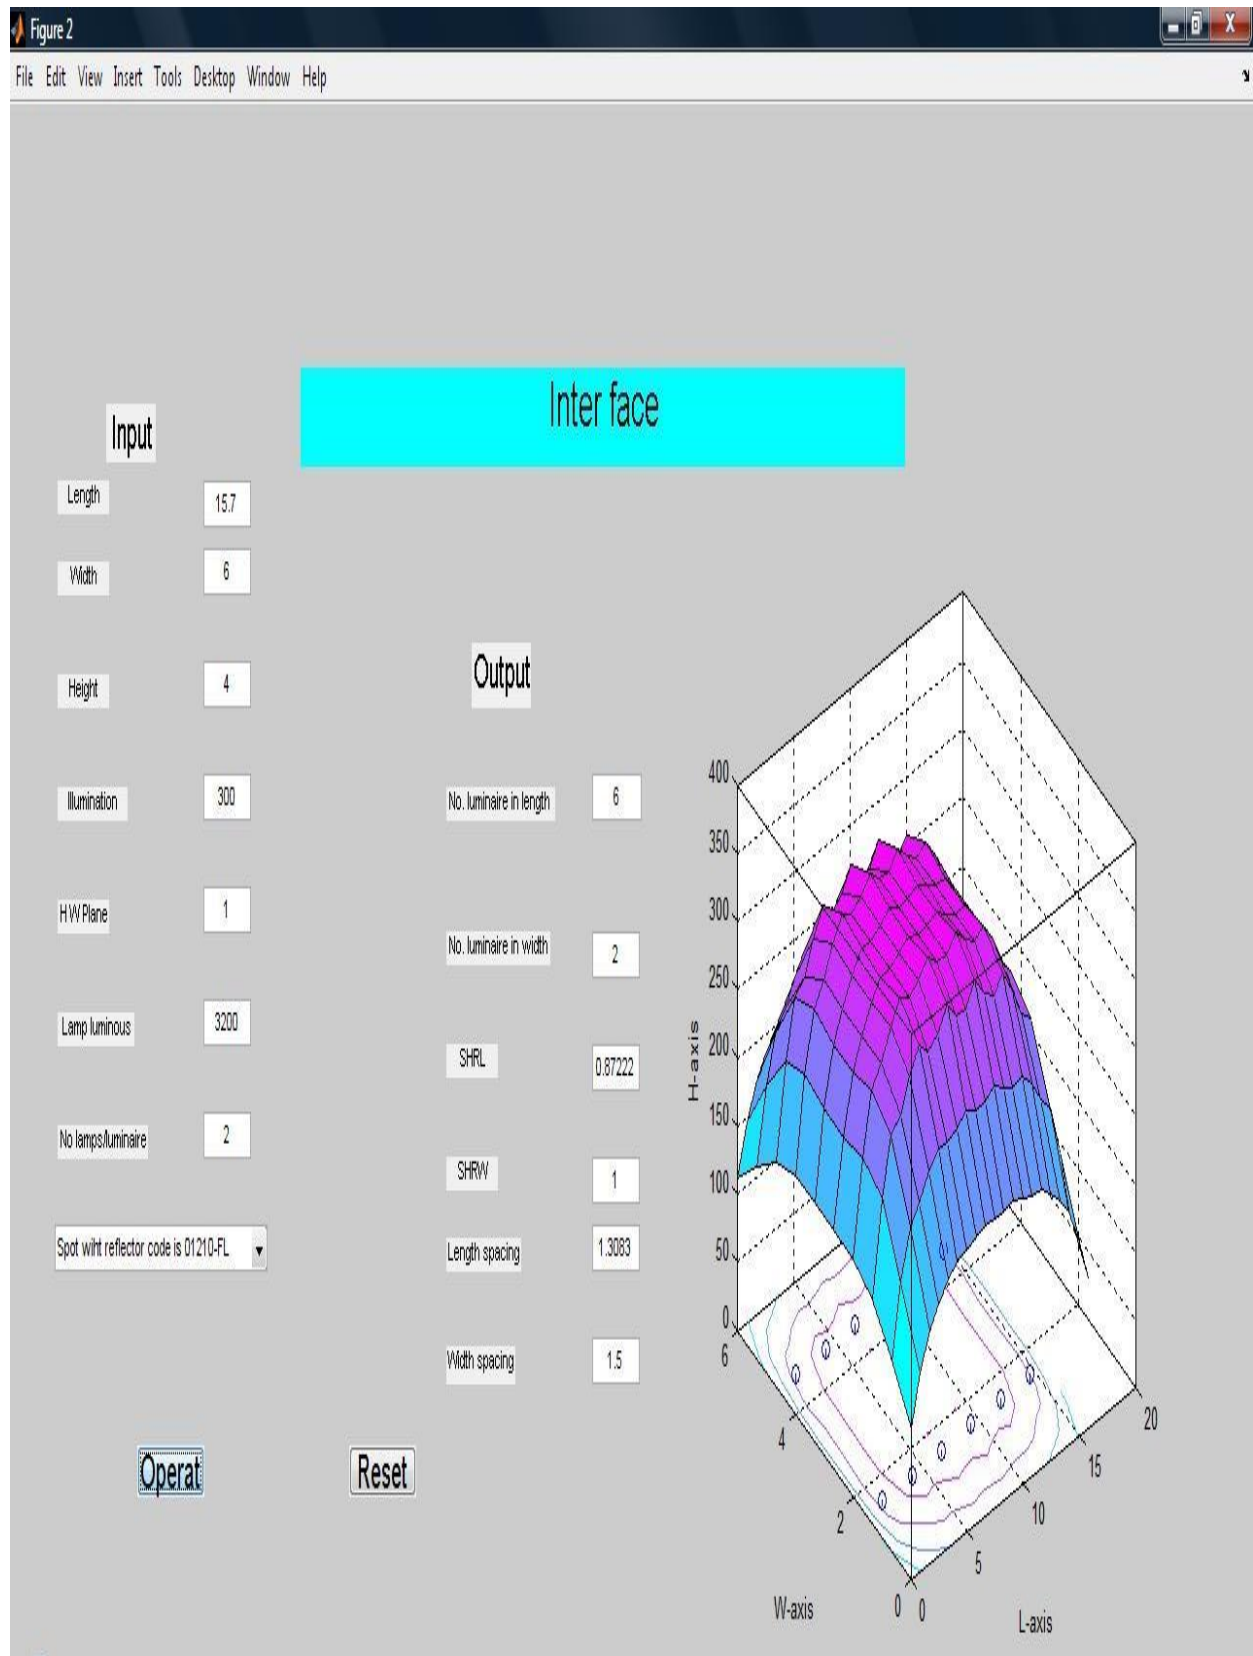 Figure 2
File Edit View Insert Tools Desktop Window Help
Inter face
Input
Length 15.7
Width 6
Height 4
Illumination 300
H W Plane 1
Lamp luminous 3200
No lamps/luminaire 2
Spot wiht reflector code is 01210-FL
Operat
Reset
Output
No. luminaire in length 6
No. luminaire in width 2
SHRL 0.87222
SHRW 1
Length spacing 1.3083
Width spacing 1.5
400
350
300
250
200
150
100
50
0
H-axis
6
4
2
0
W-axis
0
5
10
15
20
L-axis